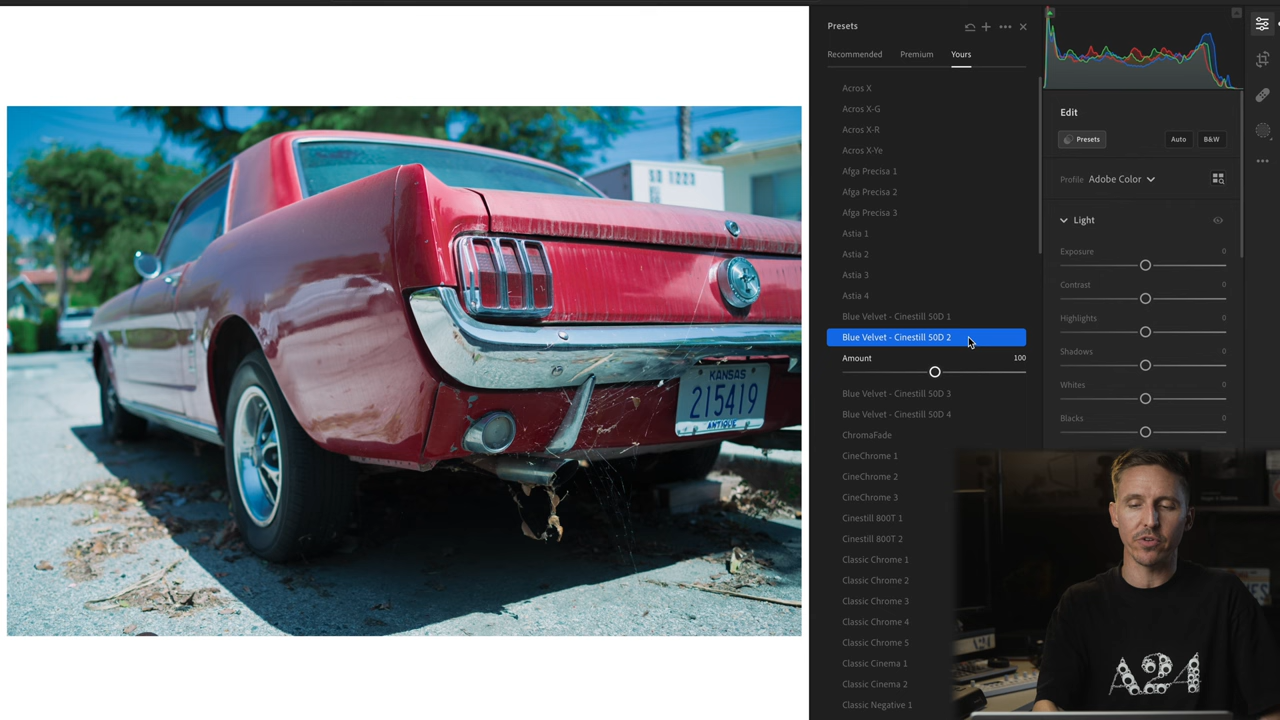 SD 1223
KANSAS
215419
ANTIQUE
Presets
Recommended
Premium
Yours
Acros X
Acros X-G
Acros X-R
Acros X-Ye
Afga Precisa 1
Afga Precisa 2
Afga Precisa 3
Astia 1
Astia 2
Astia 3
Astia 4
Blue Velvet - Cinestill 50D 1
Blue Velvet - Cinestill 50D 2
Amount 100
Blue Velvet - Cinestill 50D 3
Blue Velvet - Cinestill 50D 4
ChromaFade
CineChrome 1
CineChrome 2
CineChrome 3
Cinestill 800T 1
Cinestill 800T 2
Classic Chrome 1
Classic Chrome 2
Classic Chrome 3
Classic Chrome 4
Classic Chrome 5
Classic Cinema 1
Classic Cinema 2
Classic Negative 1
Edit
Presets
Auto
B&W
Profile Adobe Color
Light
Exposure 0
Contrast 0
Highlights 0
Shadows 0
Whites 0
Blacks 0
A24